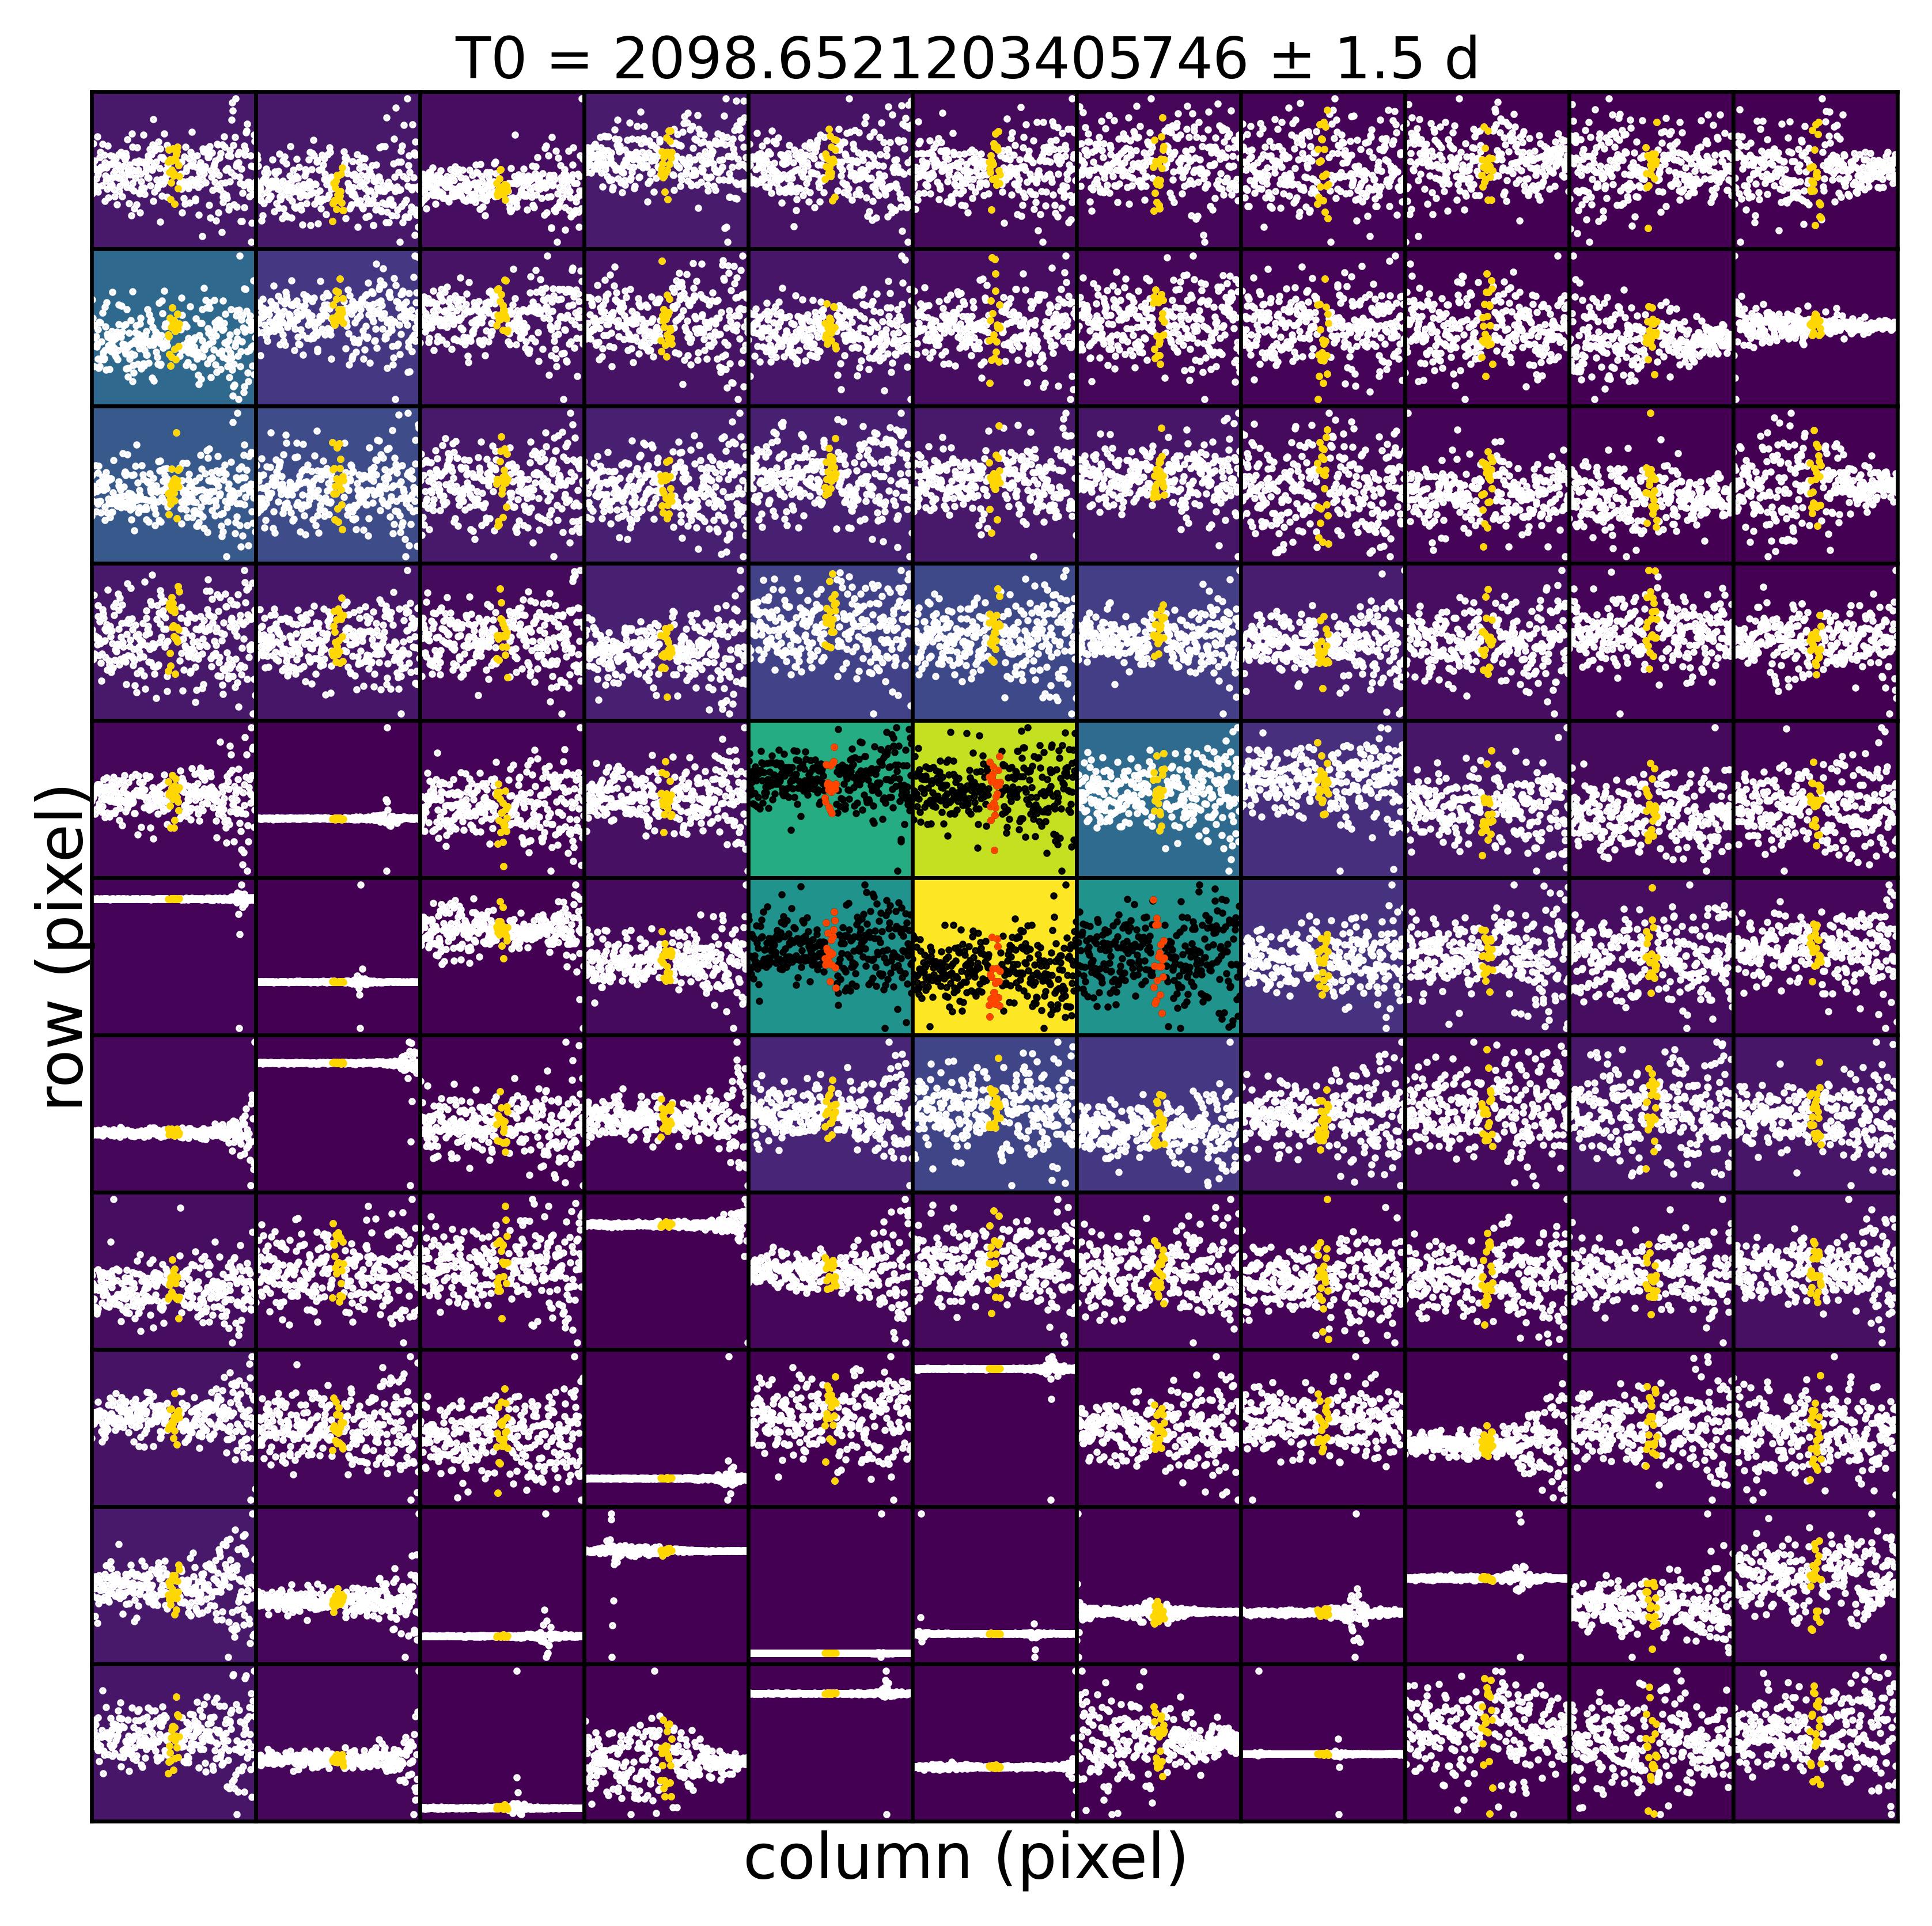 T0 = 2098.6521203405746 ± 1.5 d
row (pixel)
column (pixel)